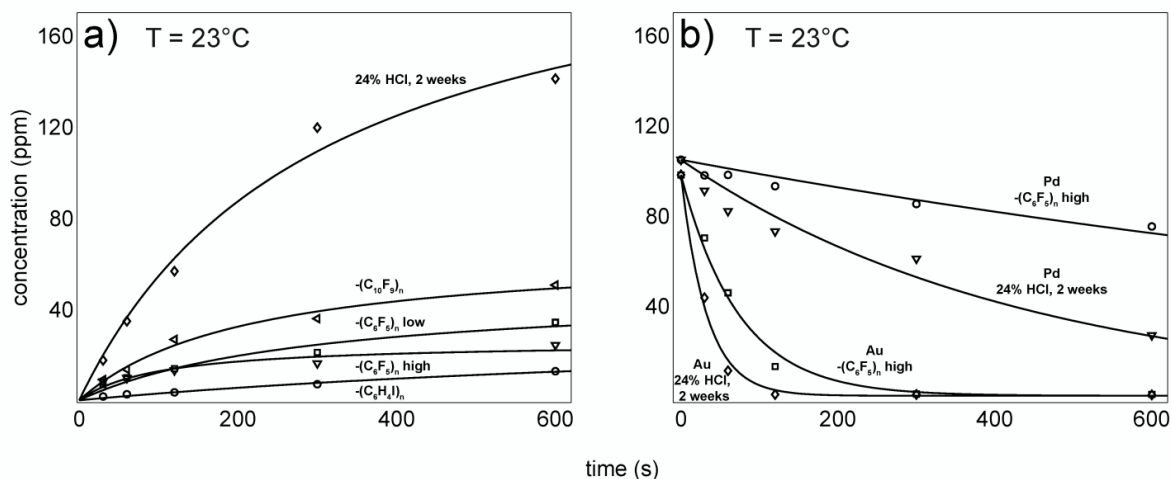 a) T = 23°C
160
120
80
40
concentration (ppm)
24% HCl, 2 weeks
-(C₁₀F₉)ₙ
-(C₆F₅)ₙ low
-(C₆F₅)ₙ high
-(C₆H₄I)ₙ
0
200
400
600
b) T = 23°C
160
120
80
40
Pd
-(C₆F₅)ₙ high
Pd
24% HCl, 2 weeks
Au
-(C₆F₅)ₙ high
Au
24% HCl,
2 weeks
0
200
400
600
time (s)